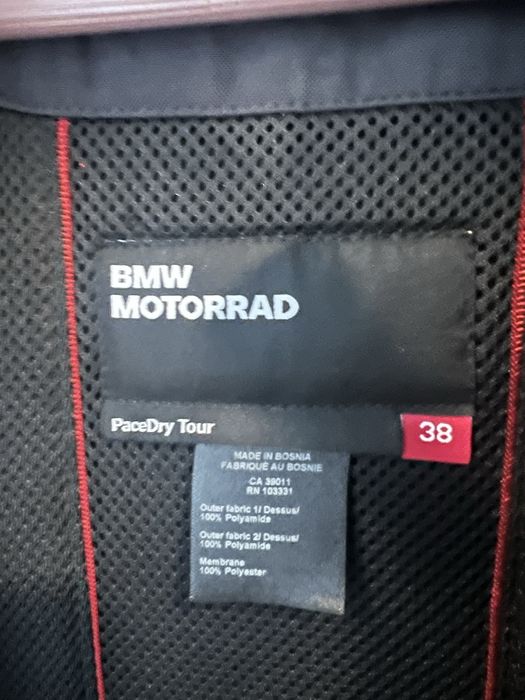 BMW
MOTORRAD
PaceDry Tour
38
MADE IN BOSNIA
FABRIQUÉ AU BOSNIE
CA 39011
RN 103331
Outer fabric 1/ Dessus/
100% Polyamide
Outer fabric 2/ Dessus/
100% Polyamide
Membrane
100% Polyester